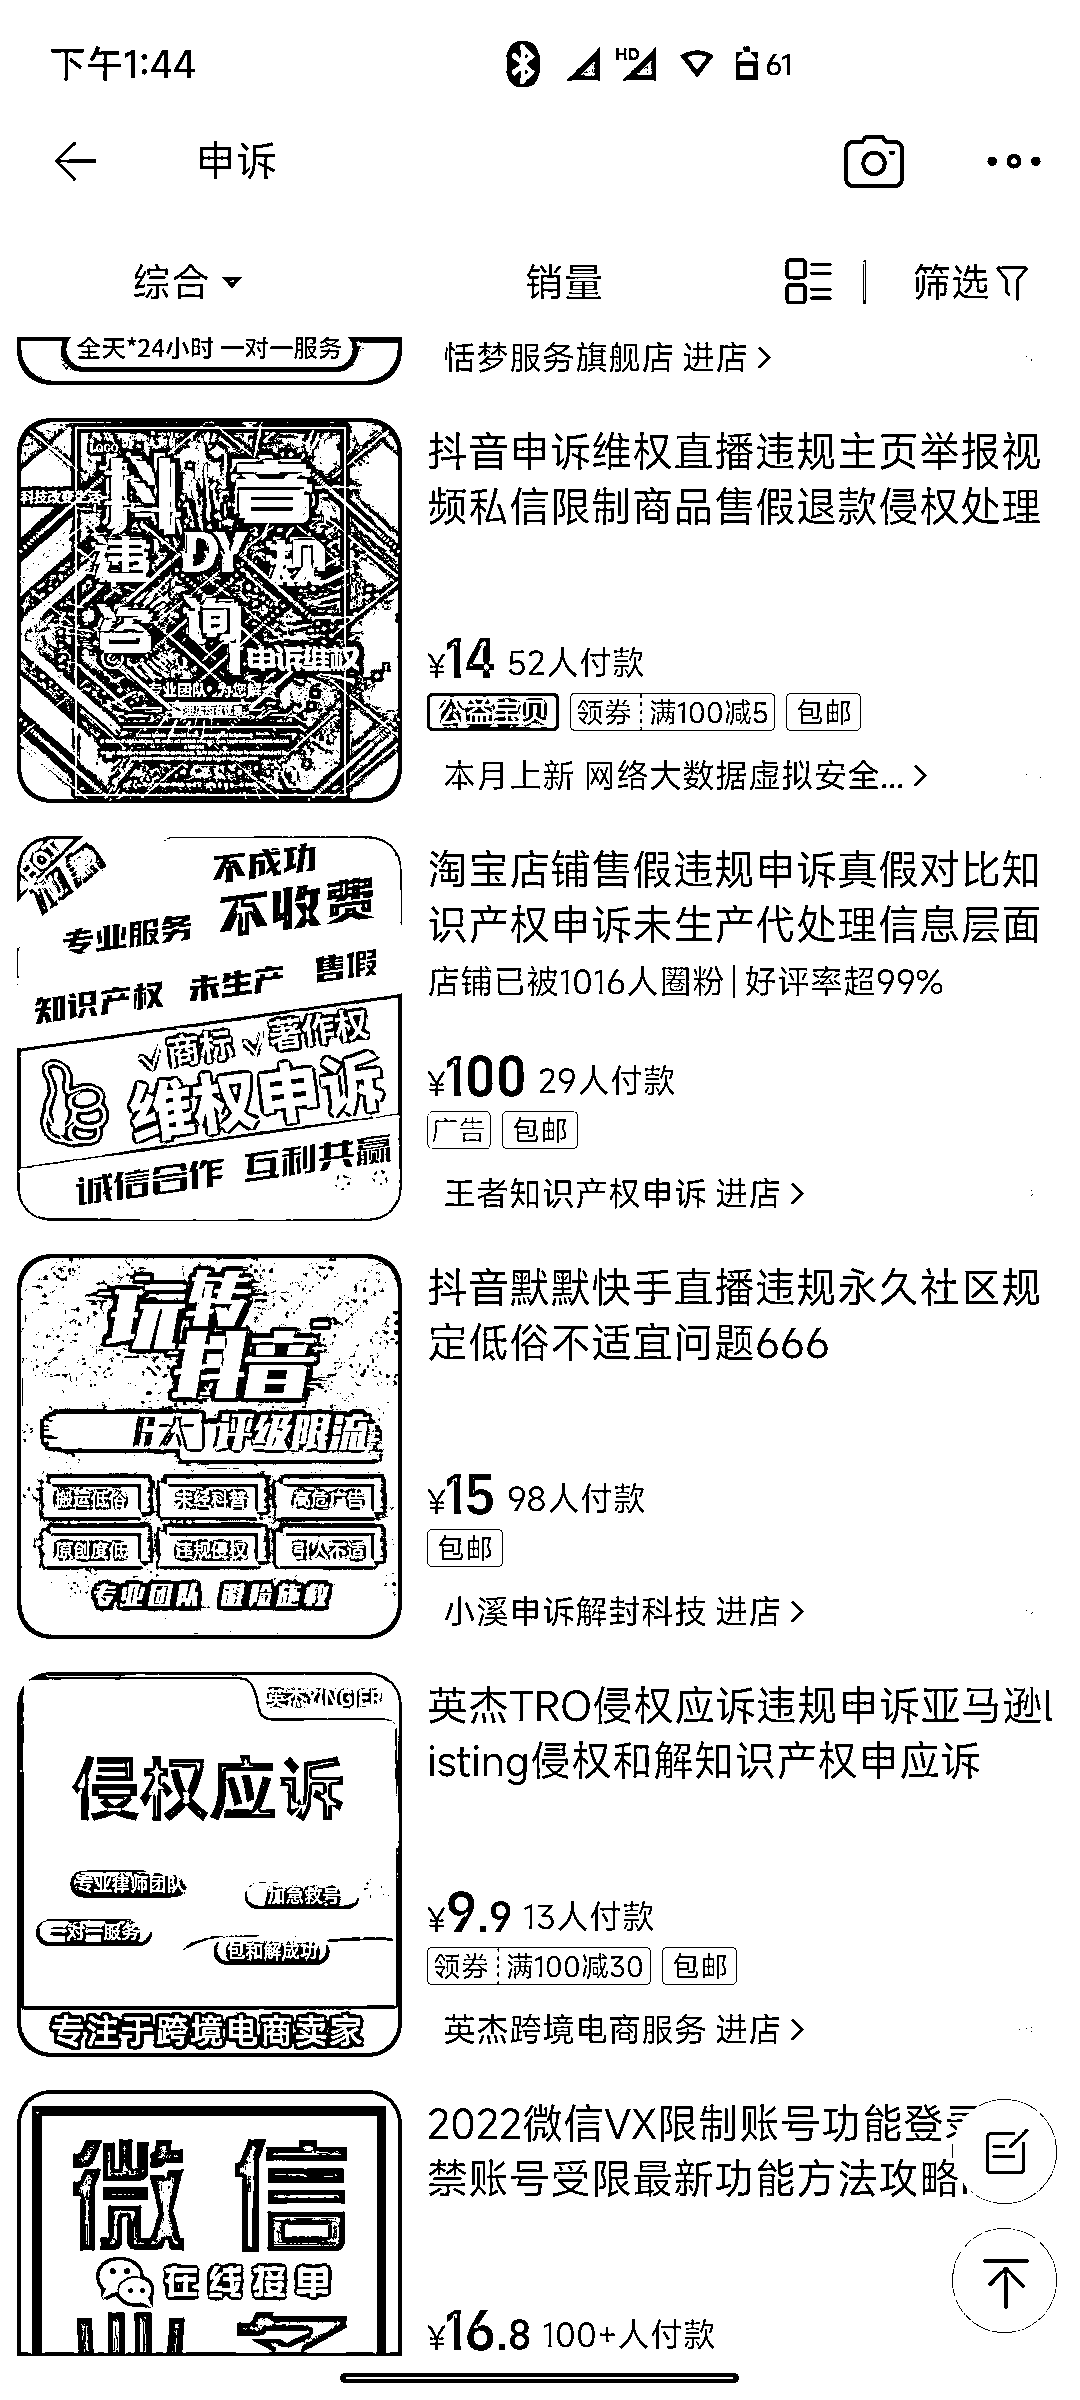 下午1:44
HD
61
申诉
综合
销量
筛选
全天*24小时 一对一服务
恬梦服务旗舰店 进店
科技改变生活
抖音
违 DY 规
咨 询
申诉维权
抖音申诉维权直播违规主页举报视
频私信限制商品售假退款侵权处理
¥14 52人付款
公益宝贝 领券 满100减5 包邮
本月上新 网络大数据虚拟安全...
HOT
不成功
专业服务 不收费
知识产权 未生产 售假
商标 著作权
维权申诉
诚信合作 互利共赢
淘宝店铺售假违规申诉真假对比知
识产权申诉未生产代处理信息层面
店铺已被1016人圈粉|好评率超99%
¥100 29人付款
广告 包邮
王者知识产权申诉 进店
玩转
抖音
评级限流
搬运低俗 未经科普 高危广告
原创度低 违规侵权 引人不适
专业团队
抖音默默快手直播违规永久社区规
定低俗不适宜问题666
¥15 98人付款
包邮
小溪申诉解封科技 进店
英杰YINGJER
侵权应诉
专业律师团队
加急救号
一对一服务
包和解成功
专注于跨境电商卖家
英杰TRO侵权应诉违规申诉亚马逊l
isting侵权和解知识产权申应诉
¥9.9 13人付款
领券 满100减30 包邮
英杰跨境电商服务 进店
微 信
在线接单
2022微信VX限制账号功能登录
禁账号受限最新功能方法攻略
¥16.8 100+人付款